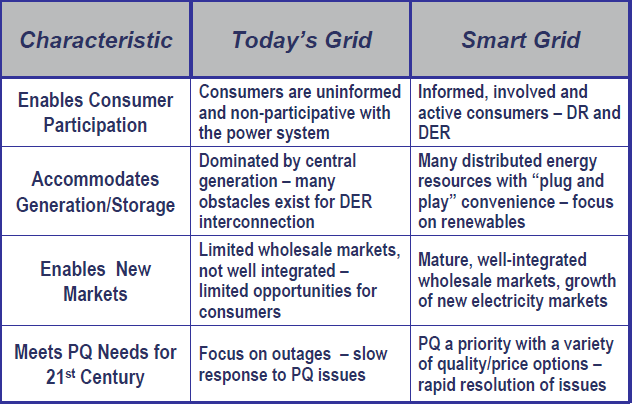 Characteristic
Today's Grid
Smart Grid
Enables Consumer
Participation
Consumers are uninformed
and non-participative with
the power system
Informed, involved and
active consumers – DR and
DER
Accommodates
Generation/Storage
Dominated by central
generation – many
obstacles exist for DER
interconnection
Many distributed energy
resources with “plug and
play” convenience – focus
on renewables
Enables New
Markets
Limited wholesale markets,
not well integrated –
limited opportunities for
consumers
Mature, well-integrated
wholesale markets, growth
of new electricity markets
Meets PQ Needs for
21st Century
Focus on outages – slow
response to PQ issues
PQ a priority with a variety
of quality/price options –
rapid resolution of issues